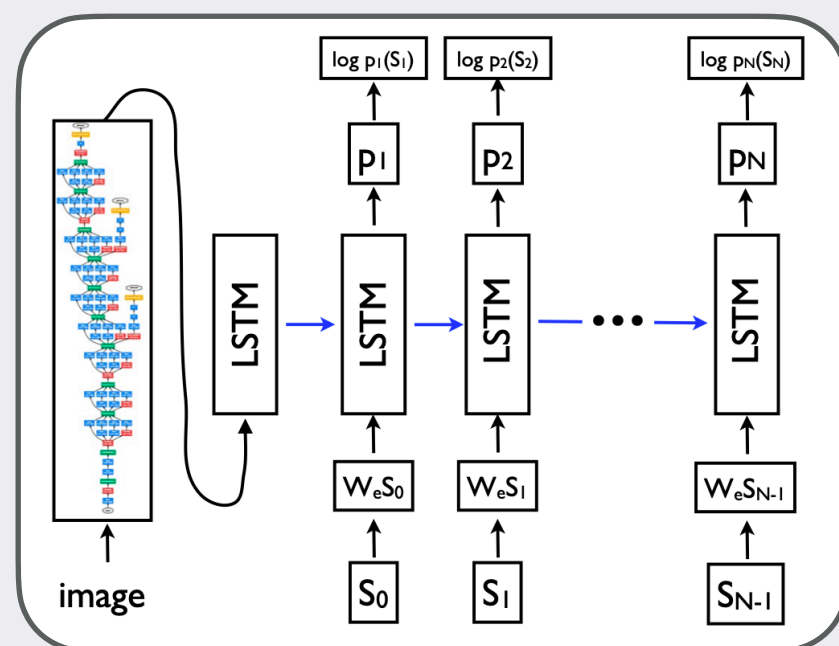 log p₁(S₁) log p₂(S₂) log pN(SN)
p₁ p₂ pN
LSTM LSTM LSTM LSTM
WeS₀ WeS₁ WeSN-1
image S₀ S₁ SN-1